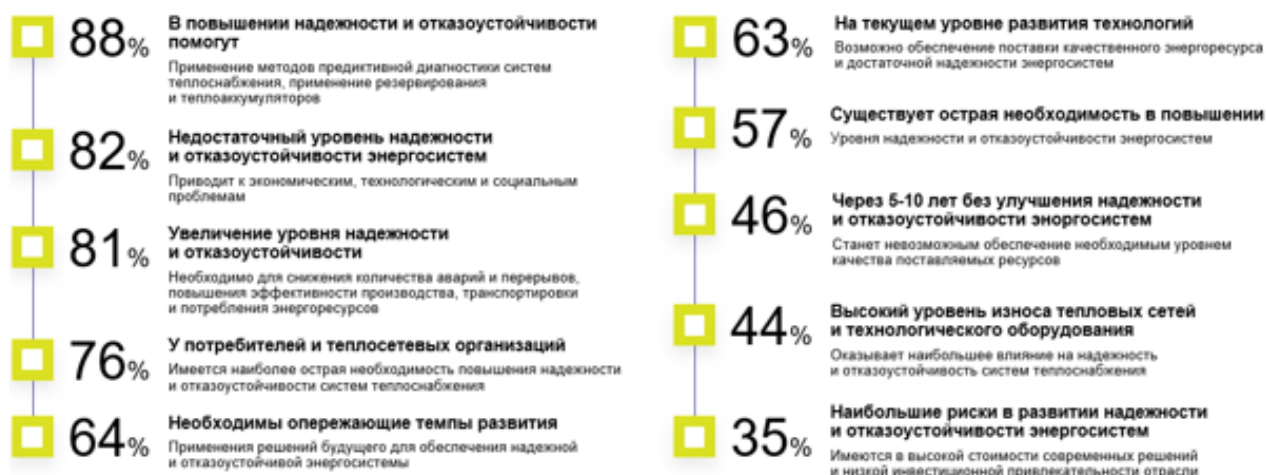 88%
В повышении надежности и отказоустойчивости
помогут
Применение методов предиктивной диагностики систем
теплоснабжения, применение резервирования
и теплоаккумуляторов
82%
Недостаточный уровень надежности
и отказоустойчивости энергосистем
Приводит к экономическим, технологическим и социальным
проблемам
81%
Увеличение уровня надежности
и отказоустойчивости
Необходимо для снижения количества аварий и перерывов,
повышения эффективности производства, транспортировки
и потребления энергоресурсов
76%
У потребителей и теплосетевых организаций
Имеется наиболее острая необходимость повышения надежности
и отказоустойчивости систем теплоснабжения
64%
Необходимы опережающие темпы развития
Применения решений будущего для обеспечения надежной
и отказоустойчивой энергосистемы
63%
На текущем уровне развития технологий
Возможно обеспечение поставки качественного энергоресурса
и достаточной надежности энергосистем
57%
Существует острая необходимость в повышении
Уровня надежности и отказоустойчивости энергосистем
46%
Через 5-10 лет без улучшения надежности
и отказоустойчивости эноргосистем
Станет невозможным обеспечение необходимым уровнем
качества поставляемых ресурсов
44%
Высокий уровень износа тепловых сетей
и технологического оборудования
Оказывает наибольшее влияние на надежность
и отказоустойчивость систем теплоснабжения
35%
Наибольшие риски в развитии надежности
и отказоустойчивости энергосистем
Имеются в высокой стоимости современных решений
и низкой инвестиционной привлекательности отрасли